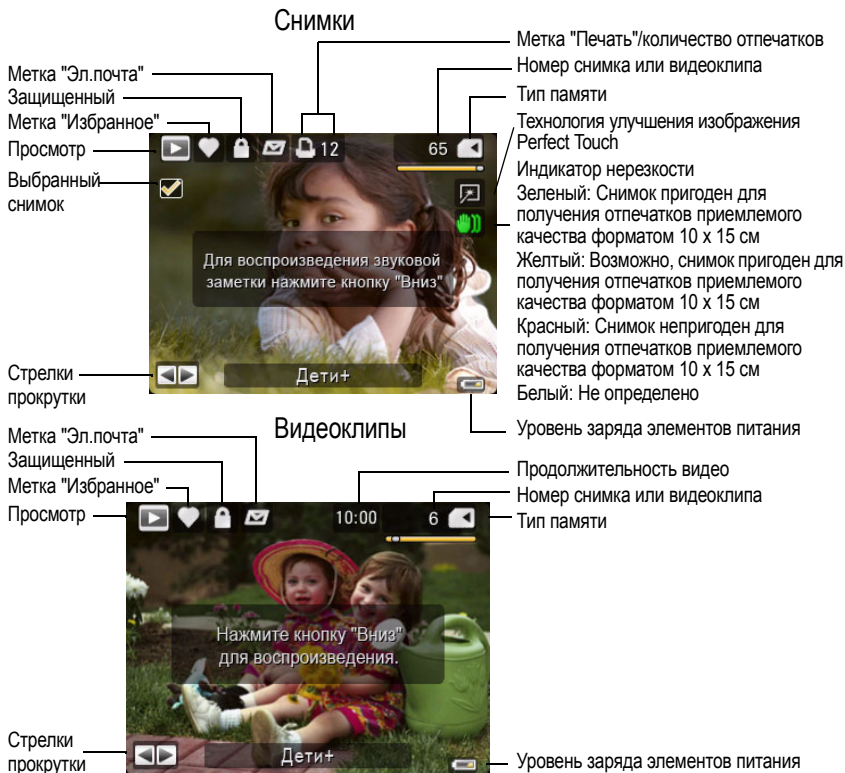 Снимки
Метка "Печать"/количество отпечатков
Номер снимка или видеоклипа
Тип памяти
Технология улучшения изображения
Perfect Touch
Индикатор нерезкости
Зеленый: Снимок пригоден для
получения отпечатков приемлемого
качества форматом 10 x 15 см
Желтый: Возможно, снимок пригоден для
получения отпечатков приемлемого
качества форматом 10 x 15 см
Красный: Снимок непригоден для
получения отпечатков приемлемого
качества форматом 10 x 15 см
Белый: Не определено
Уровень заряда элементов питания
Метка "Эл.почта"
Защищенный
Метка "Избранное"
Просмотр
Выбранный
снимок
Стрелки
прокрутки
12
65
Для воспроизведения звуковой
заметки нажмите кнопку "Вниз"
Дети+
Видеоклипы
Метка "Эл.почта"
Защищенный
Метка "Избранное"
Просмотр
Стрелки
прокрутки
Продолжительность видео
Номер снимка или видеоклипа
Тип памяти
10:00
6
Нажмите кнопку "Вниз"
для воспроизведения.
Дети+
Уровень заряда элементов питания